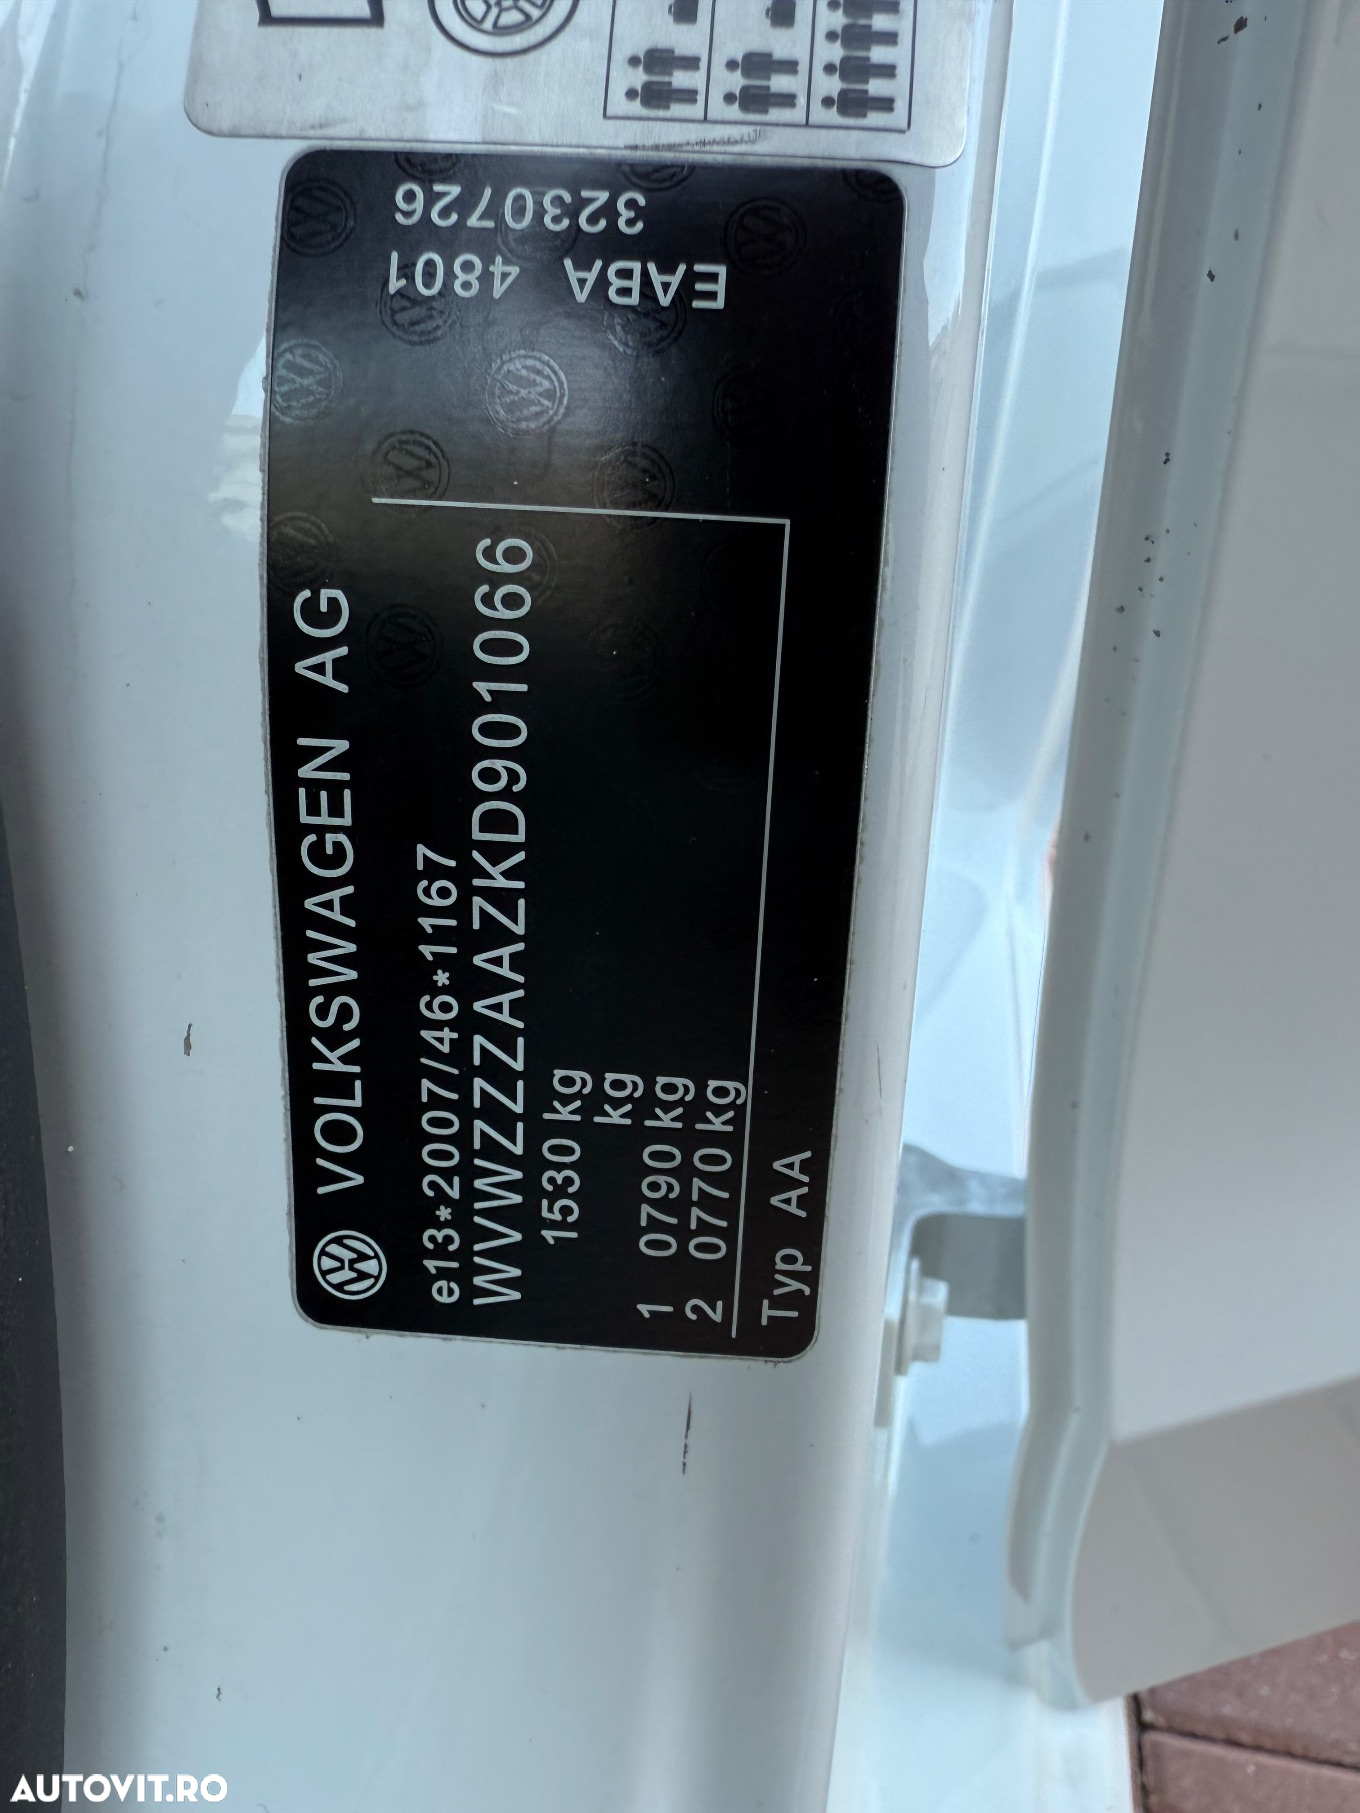 VOLKSWAGEN AG
e13*2007/46*1167
WVWZZZAAZKD901066
1530 kg
kg
1 0790 kg
2 0770 kg
Typ AA
EABA 4801
3230726
AUTOVIT.RO